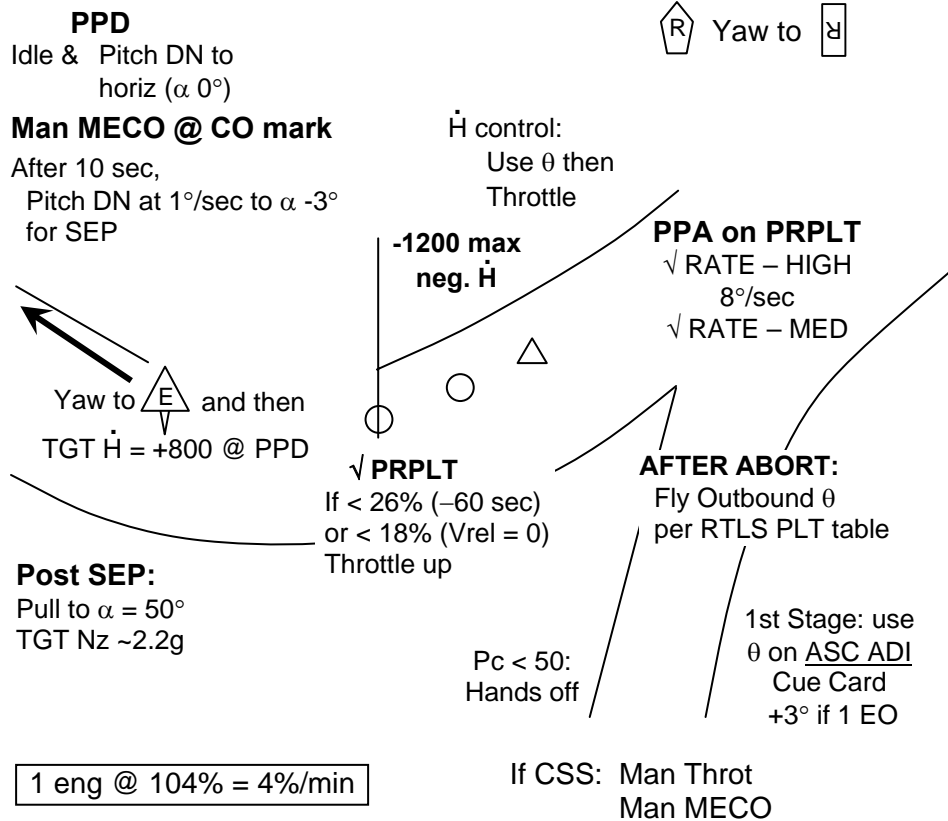 PPD
Idle & Pitch DN to
horiz (α 0°)
Man MECO @ CO mark
After 10 sec,
Pitch DN at 1°/sec to α -3°
for SEP
R Yaw to R
Ḣ control:
Use θ then
Throttle
-1200 max
neg. Ḣ
PPA on PRPLT
√ RATE – HIGH
8°/sec
√ RATE – MED
Yaw to E and then
TGT Ḣ = +800 @ PPD
√ PRPLT
If < 26% (–60 sec)
or < 18% (Vrel = 0)
Throttle up
AFTER ABORT:
Fly Outbound θ
per RTLS PLT table
Post SEP:
Pull to α = 50°
TGT Nz ~2.2g
Pc < 50:
Hands off
1st Stage: use
θ on ASC ADI
Cue Card
+3° if 1 EO
1 eng @ 104% = 4%/min
If CSS: Man Throt
Man MECO